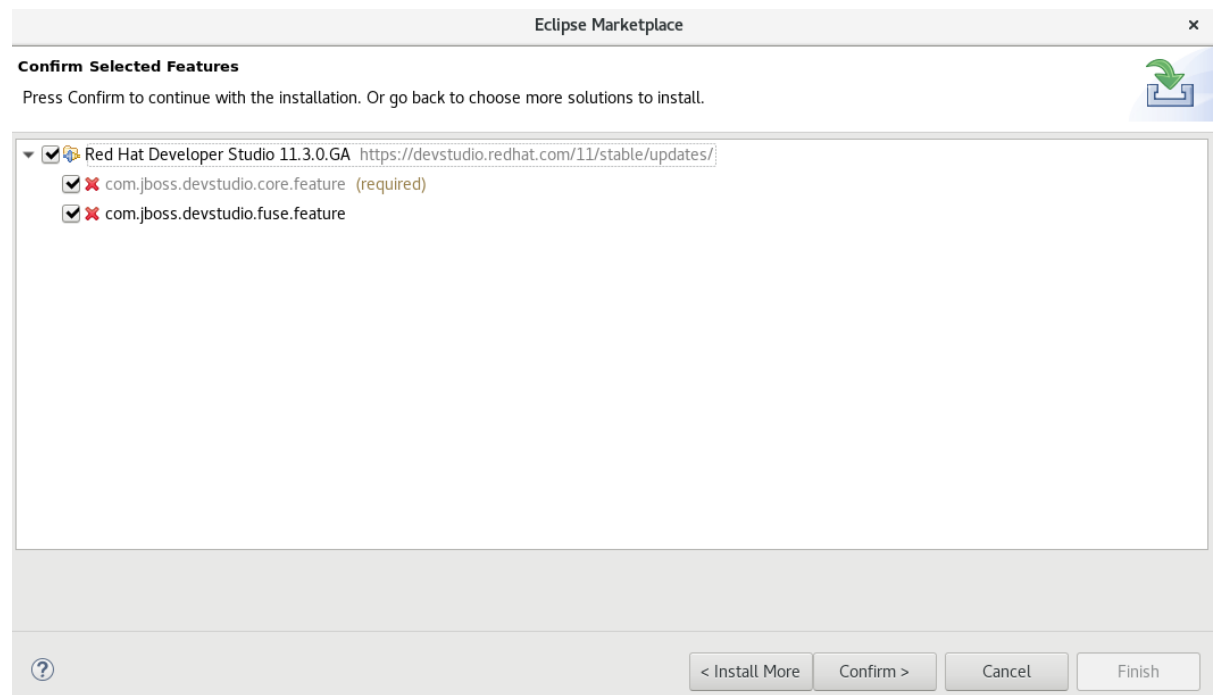 Eclipse Marketplace
Confirm Selected Features
Press Confirm to continue with the installation. Or go back to choose more solutions to install.
Red Hat Developer Studio 11.3.0.GA https://devstudio.redhat.com/11/stable/updates/
com.jboss.devstudio.core.feature (required)
com.jboss.devstudio.fuse.feature
< Install More Confirm > Cancel Finish